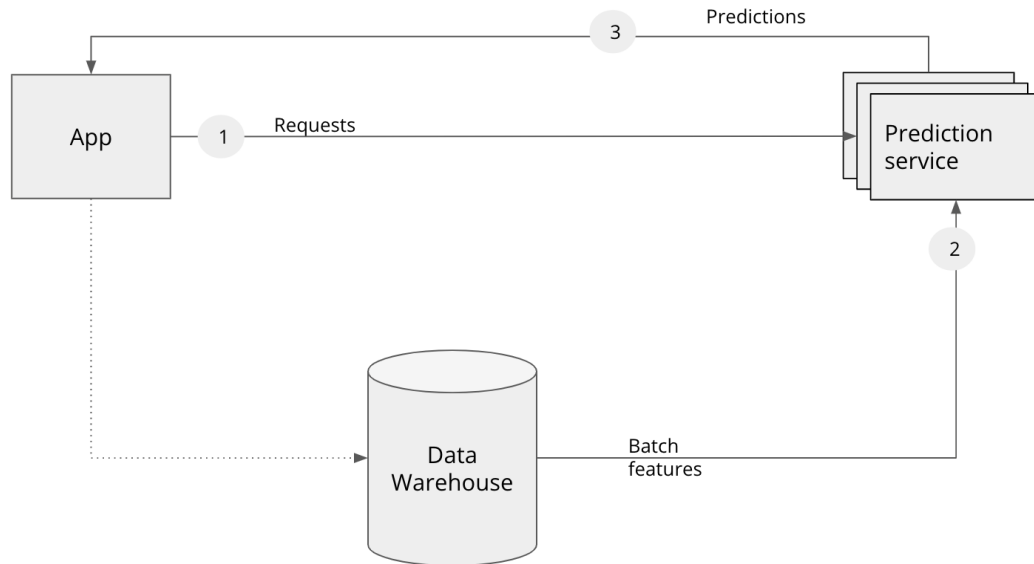 Predictions
3
App
1
Requests
Prediction
service
2
Data
Warehouse
Batch
features